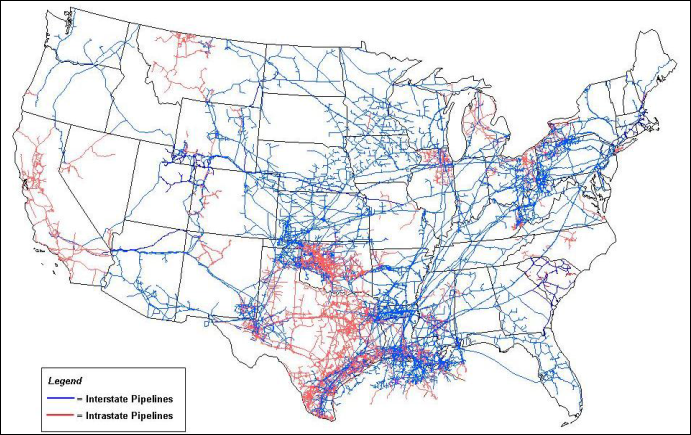 Legend
= Interstate Pipelines
= Intrastate Pipelines